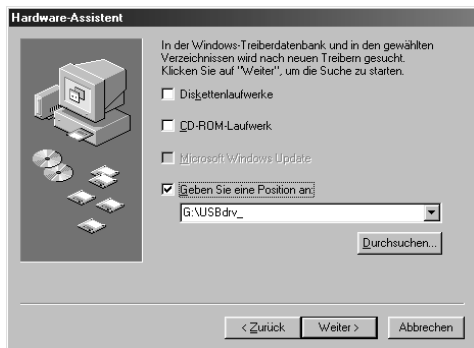 Hardware-Assistent
In der Windows-Treiberdatenbank und in den gewählten
Verzeichnissen wird nach neuen Treibern gesucht.
Klicken Sie auf "Weiter", um die Suche zu starten.
Diskettenlaufwerke
CD-ROM-Laufwerk
Microsoft Windows Update
Geben Sie eine Position an:
G:\USBdrv_
Durchsuchen...
< Zurück
Weiter >
Abbrechen